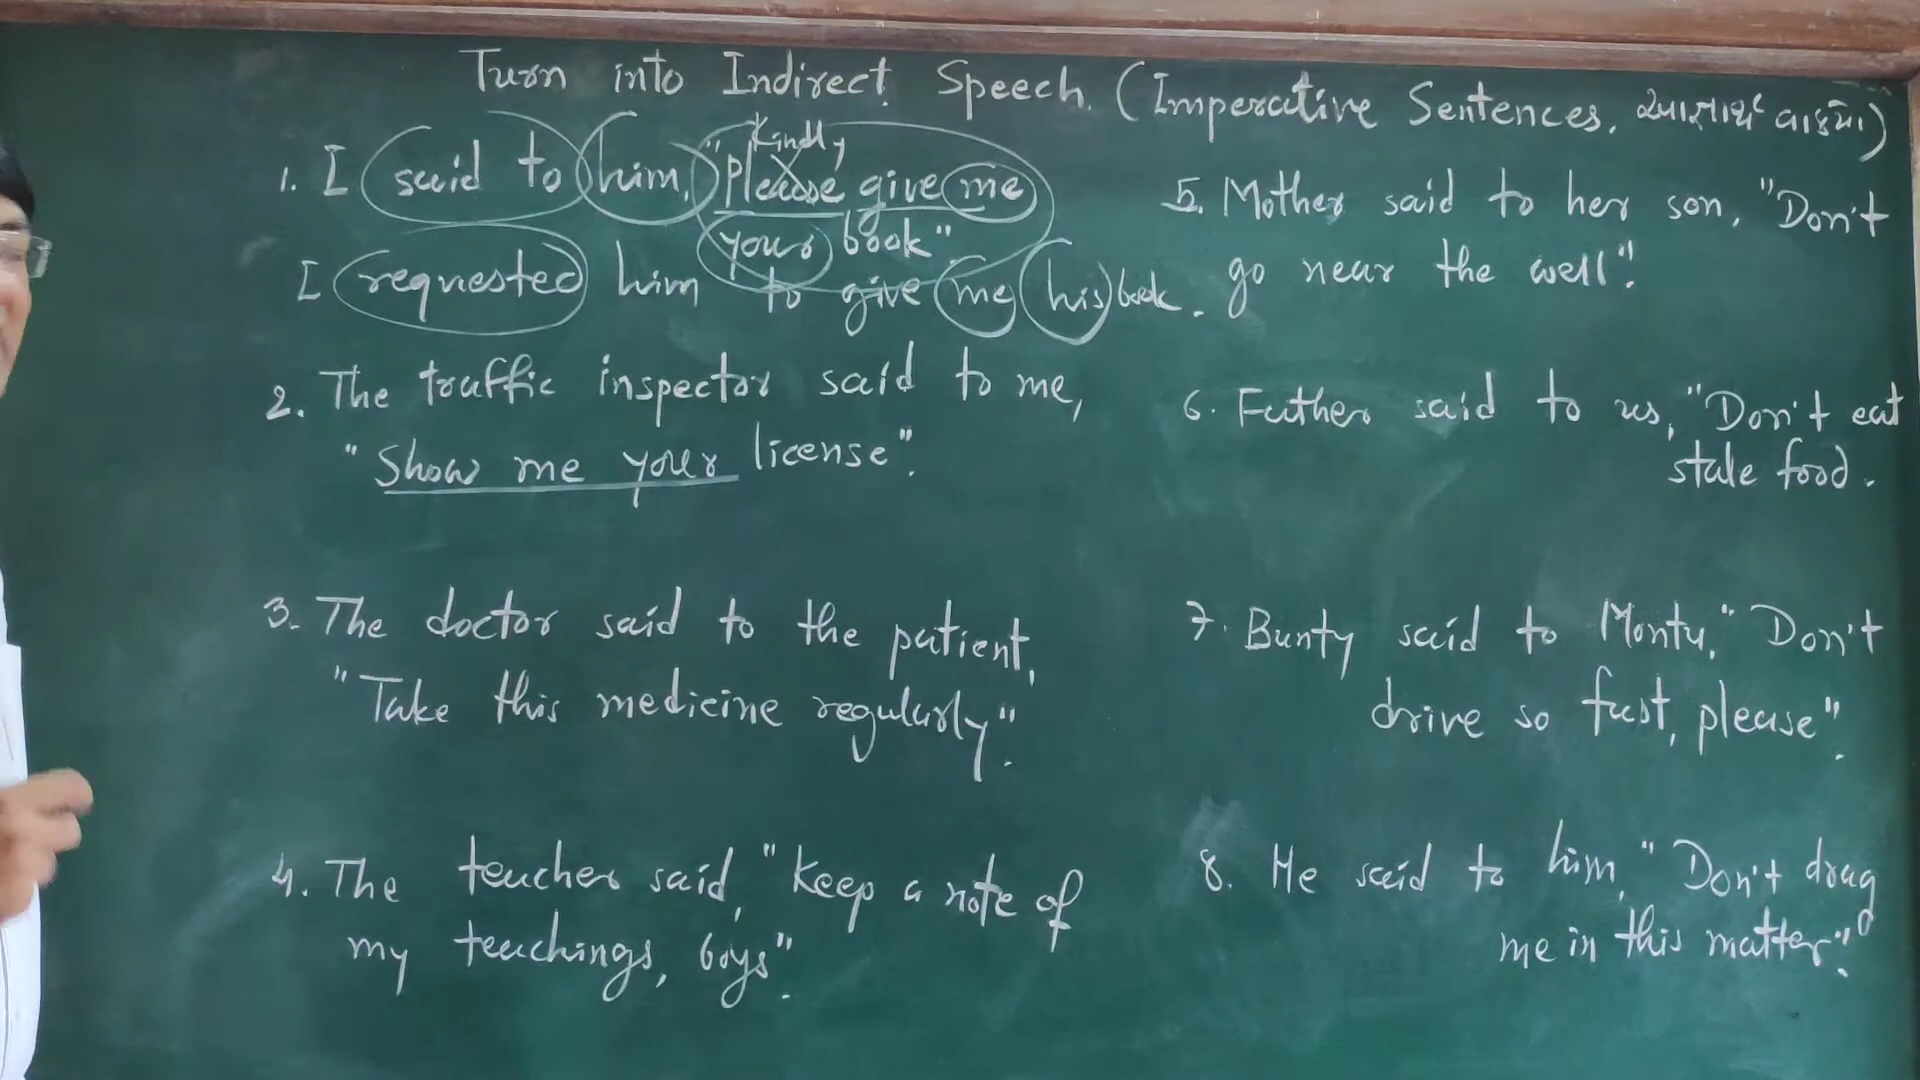 Turn into Indirect Speech. (Imperative Sentences, આજ્ઞાર્થ વાક્યો)
1. I said to him, "Please give me
Kindly
your book".
I requested him to give me his book.
2. The traffic inspector said to me,
"Show me your license".
3. The doctor said to the patient,
"Take this medicine regularly".
4. The teacher said, "Keep a note of
my teachings, boys".
5. Mother said to her son, "Don't
go near the well".
6. Father said to us, "Don't eat
stale food.
7. Bunty said to Montu, "Don't
drive so fast, please".
8. He said to him, "Don't drag
me in this matter."